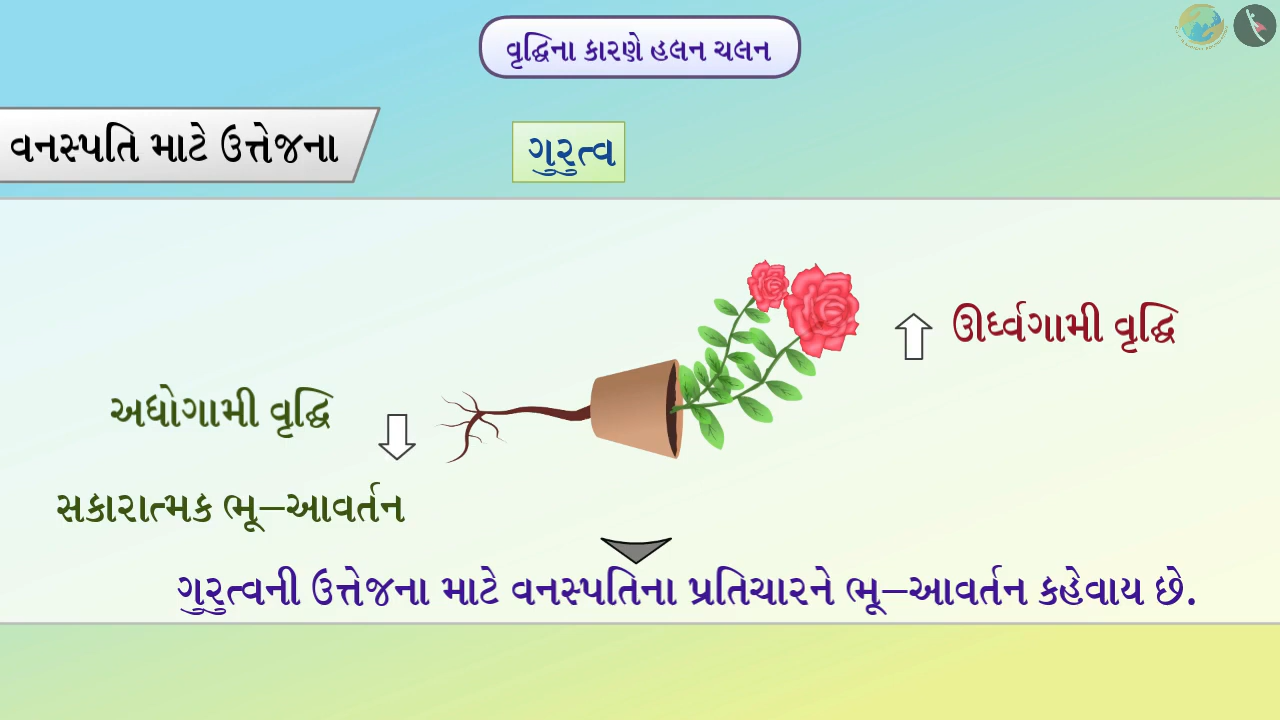 વૃદ્ધિના કારણે હલન ચલન
વનસ્પતિ માટે ઉત્તેજના
ગુરુત્વ
ઊર્ધ્વગામી વૃદ્ધિ
અધોગામી વૃદ્ધિ
સકારાત્મક ભૂ–આવર્તન
ગુરુત્વની ઉત્તેજના માટે વનસ્પતિના પ્રતિચારને ભૂ–આવર્તન કહેવાય છે.